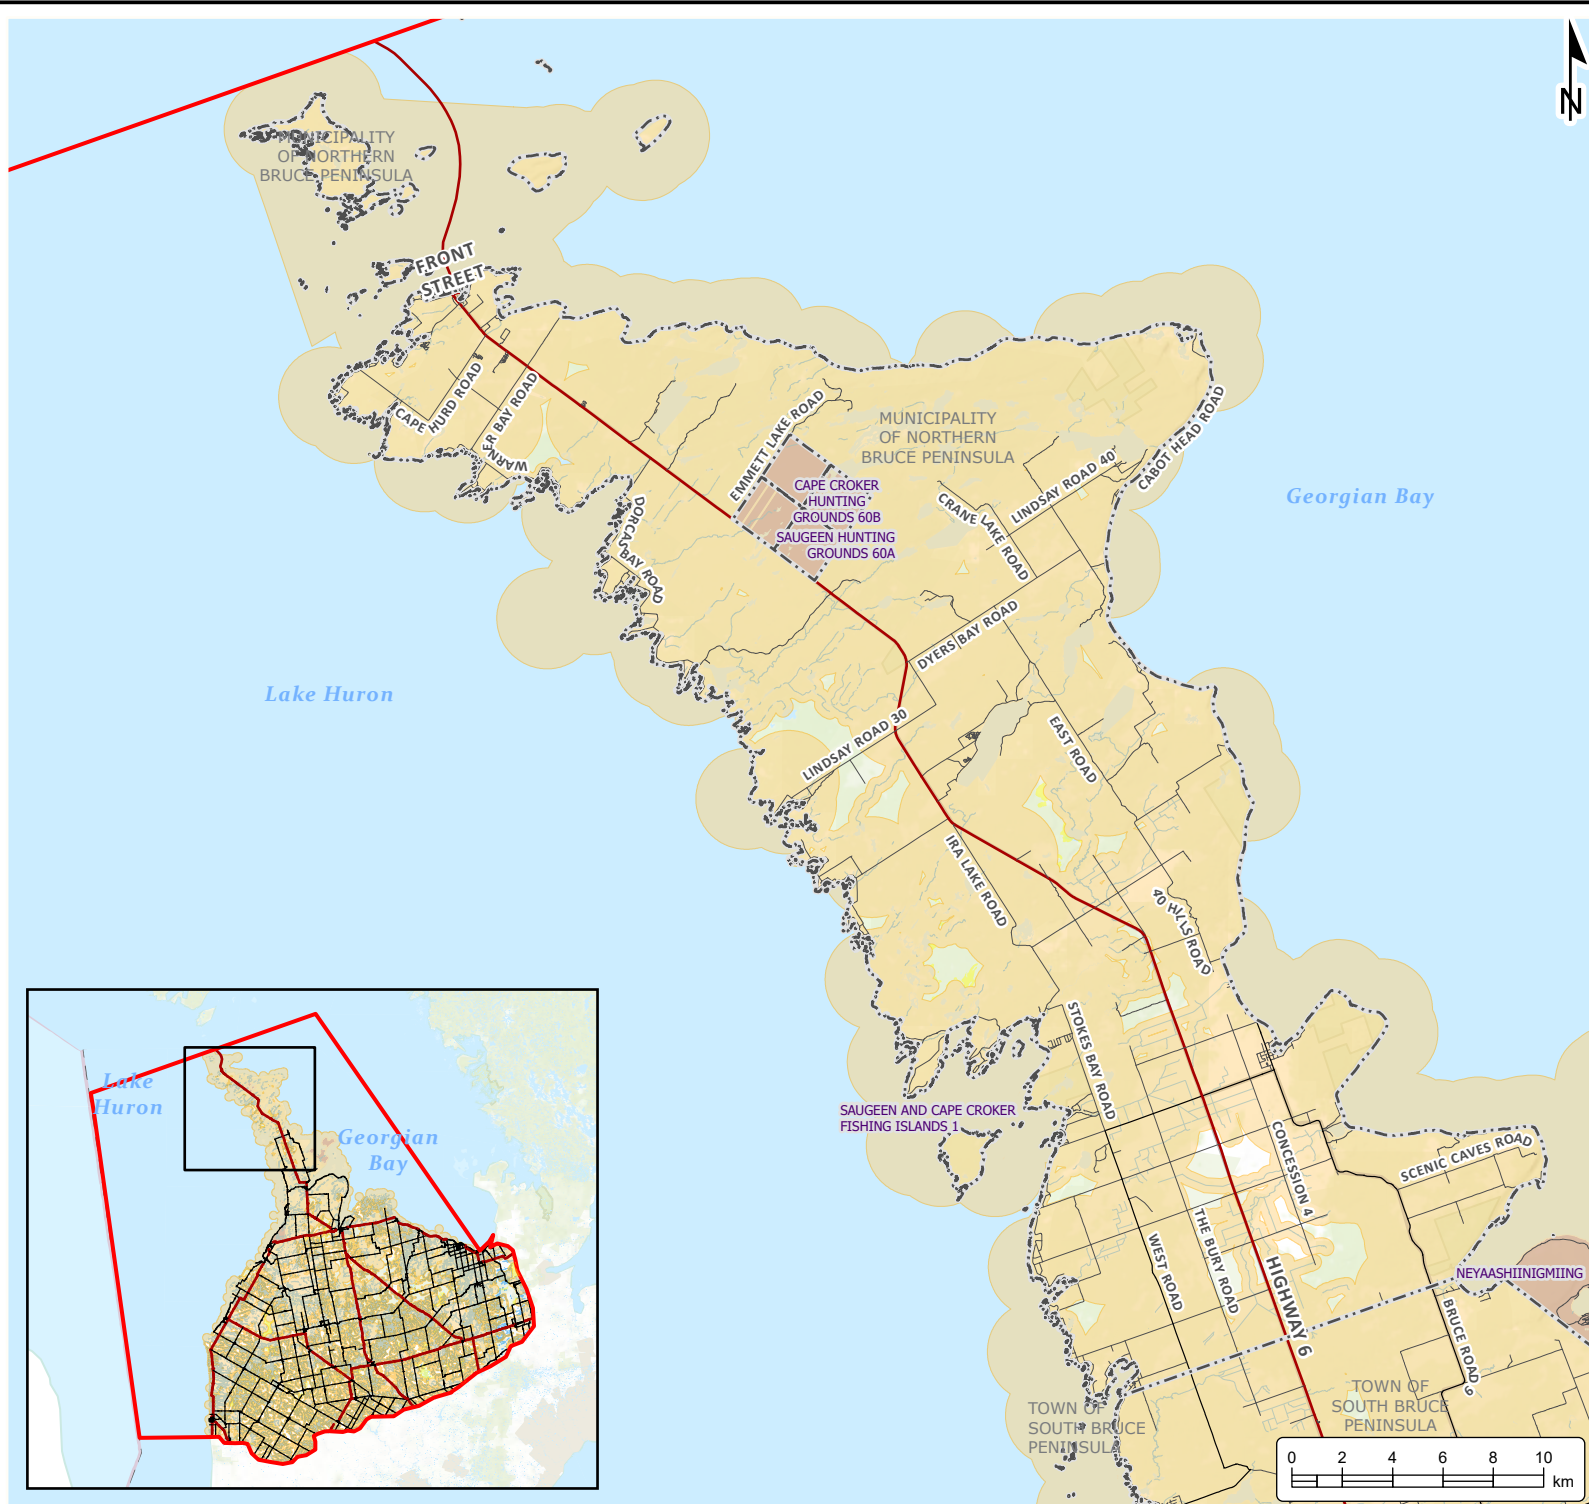 N
MUNICIPALITY
OF NORTHERN
BRUCE PENINSULA
FRONT
STREET
CAPE
HURD ROAD
WARNER BAY ROAD
EMMETT LAKE ROAD
MUNICIPALITY
OF NORTHERN
BRUCE PENINSULA
CABOT HEAD ROAD
LINDSAY ROAD 40
CRANE LAKE ROAD
CAPE CROKER
HUNTING
GROUNDS 60B
SAUGEEN HUNTING
GROUNDS 60A
Georgian Bay
DORCAS
BAY ROAD
DYERS BAY ROAD
Lake Huron
LINDSAY ROAD 30
EAST ROAD
IRA LAKE ROAD
40 HILLS ROAD
STOKES BAY ROAD
SAUGEEN AND CAPE CROKER
FISHING ISLANDS 1
CONCESSION 4
SCENIC CAVES ROAD
WEST ROAD
THE BURY ROAD
HIGHWAY 6
NEYAASHIINIGMIING
BRUCE ROAD
6
TOWN OF
SOUTH BRUCE
PENINSULA
TOWN OF
SOUTH BRUCE
PENINSULA
Lake
Huron
Georgian
Bay
0 2 4 6 8 10
km